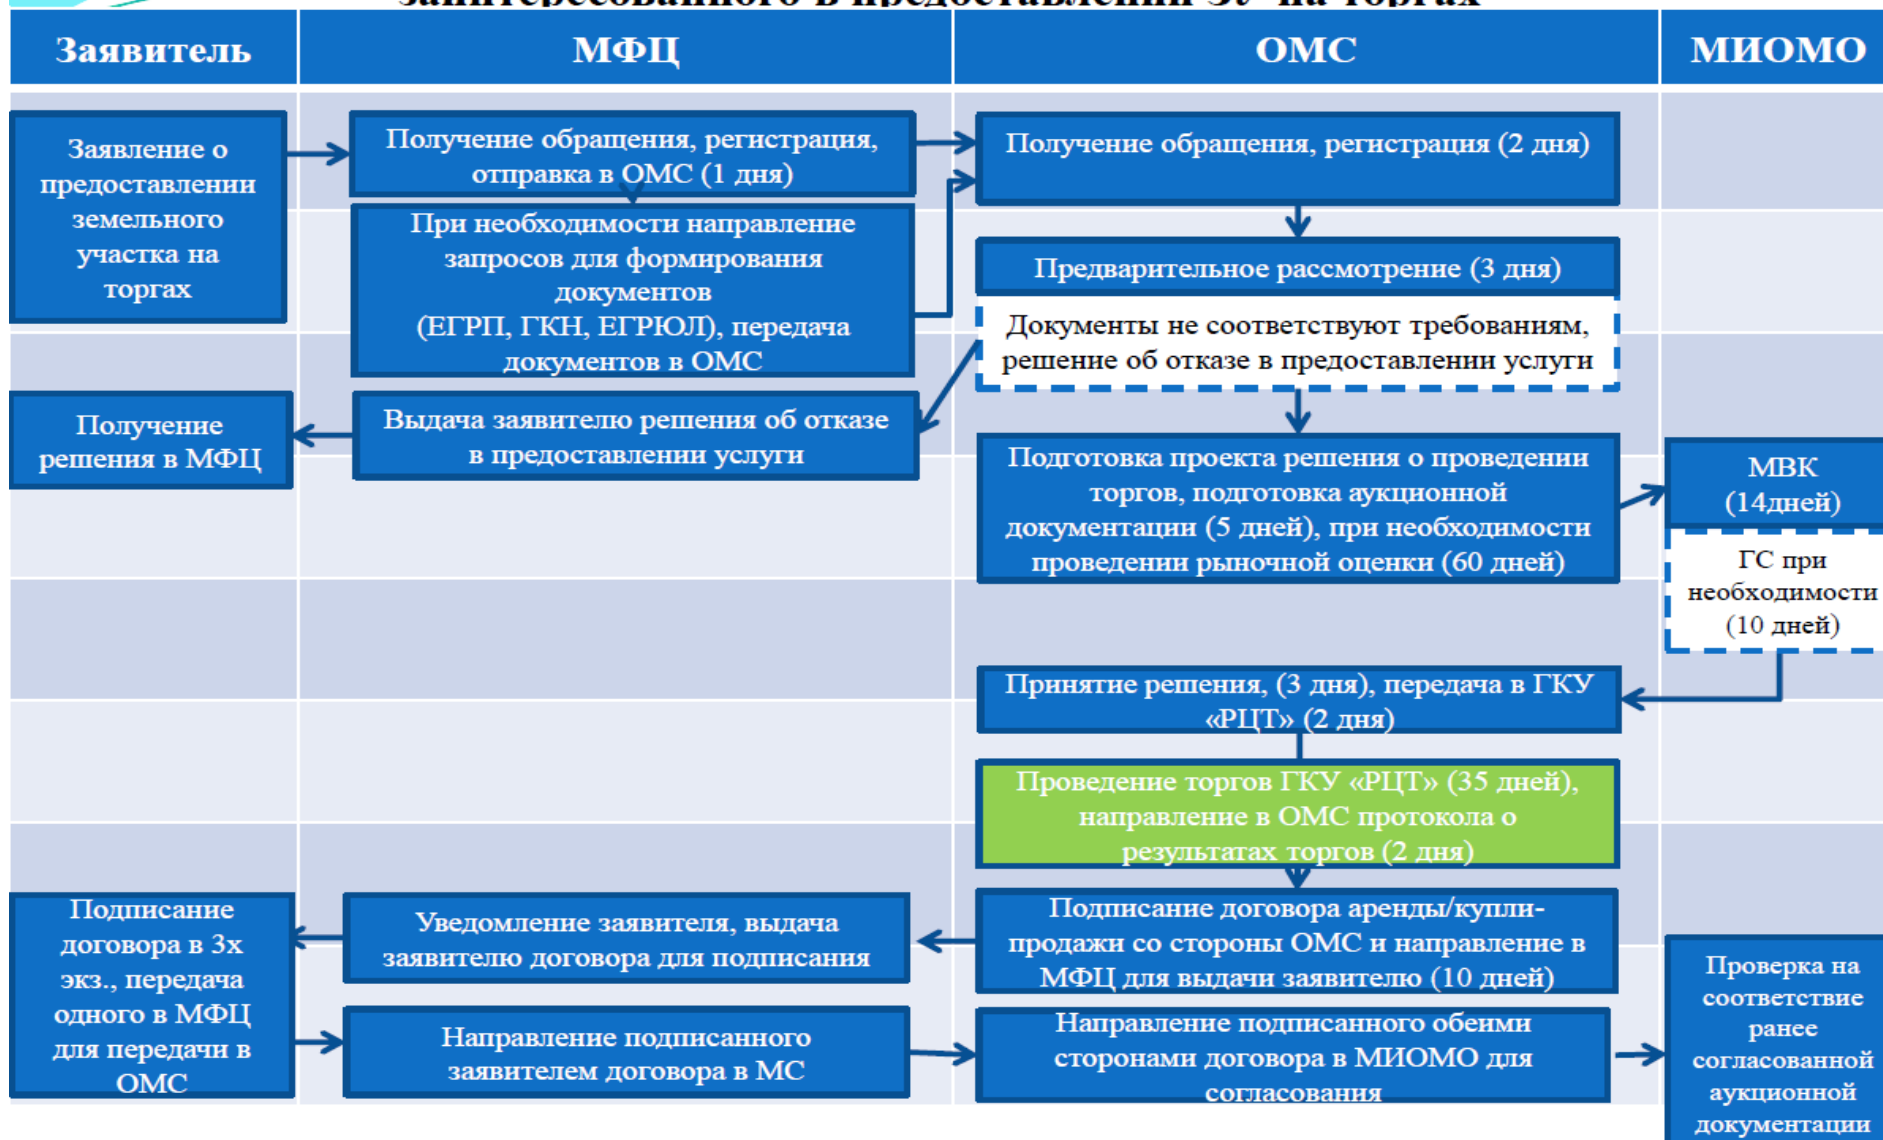 заинтересованного в предоставлении ЗУ на торгах
Заявитель
МФЦ
ОМС
МИОМО
Заявление о
предоставлении
земельного
участка на
торгах
Получение обращения, регистрация,
отправка в ОМС (1 дня)
Получение обращения, регистрация (2 дня)
При необходимости направление
запросов для формирования
документов
(ЕГРП, ГКН, ЕГРЮЛ), передача
документов в ОМС
Предварительное рассмотрение (3 дня)
Документы не соответствуют требованиям,
решение об отказе в предоставлении услуги
Получение
решения в МФЦ
Выдача заявителю решения об отказе
в предоставлении услуги
Подготовка проекта решения о проведении
торгов, подготовка аукционной
документации (5 дней), при необходимости
проведении рыночной оценки (60 дней)
МВК
(14дней)
ГС при
необходимости
(10 дней)
Принятие решения, (3 дня), передача в ГКУ
«РЦТ» (2 дня)
Проведение торгов ГКУ «РЦТ» (35 дней),
направление в ОМС протокола о
результатах торгов (2 дня)
Подписание
договора в 3х
экз., передача
одного в МФЦ
для передачи в
ОМС
Уведомление заявителя, выдача
заявителю договора для подписания
Подписание договора аренды/купли-
продажи со стороны ОМС и направление в
МФЦ для выдачи заявителю (10 дней)
Направление подписанного
заявителем договора в МС
Направление подписанного обеими
сторонами договора в МИОМО для
согласования
Проверка на
соответствие
ранее
согласованной
аукционной
документации